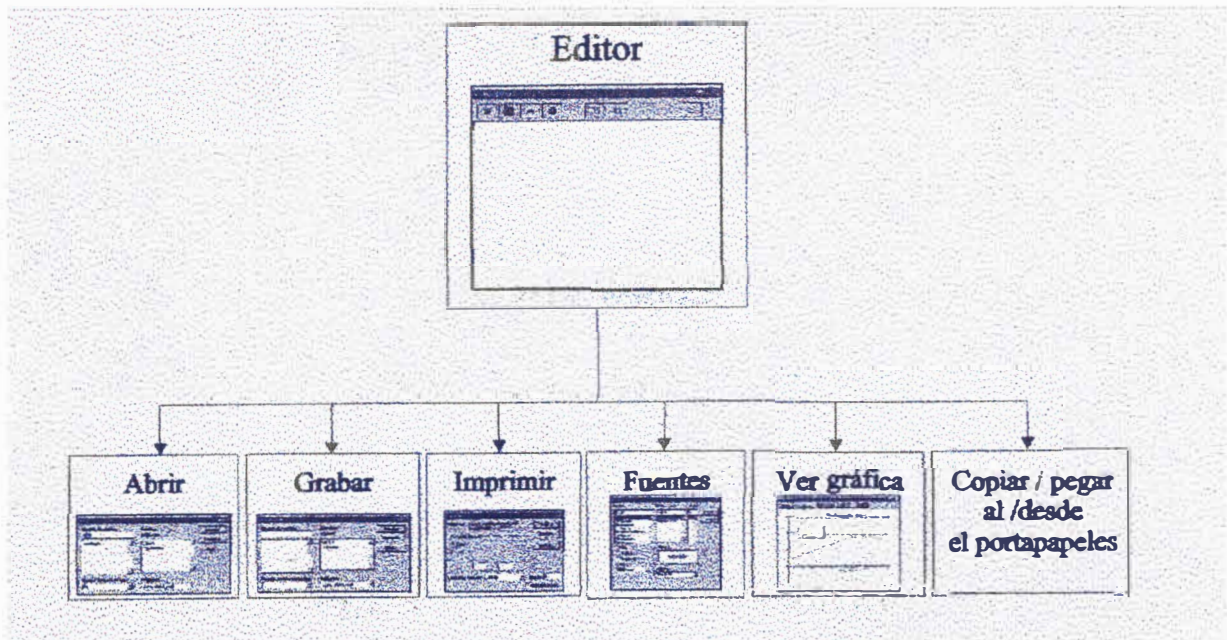 Editor
Abrir
Grabar
Imprimir
Fuentes
Ver gráfica
Copiar / pegar
al /desde
el portapapeles